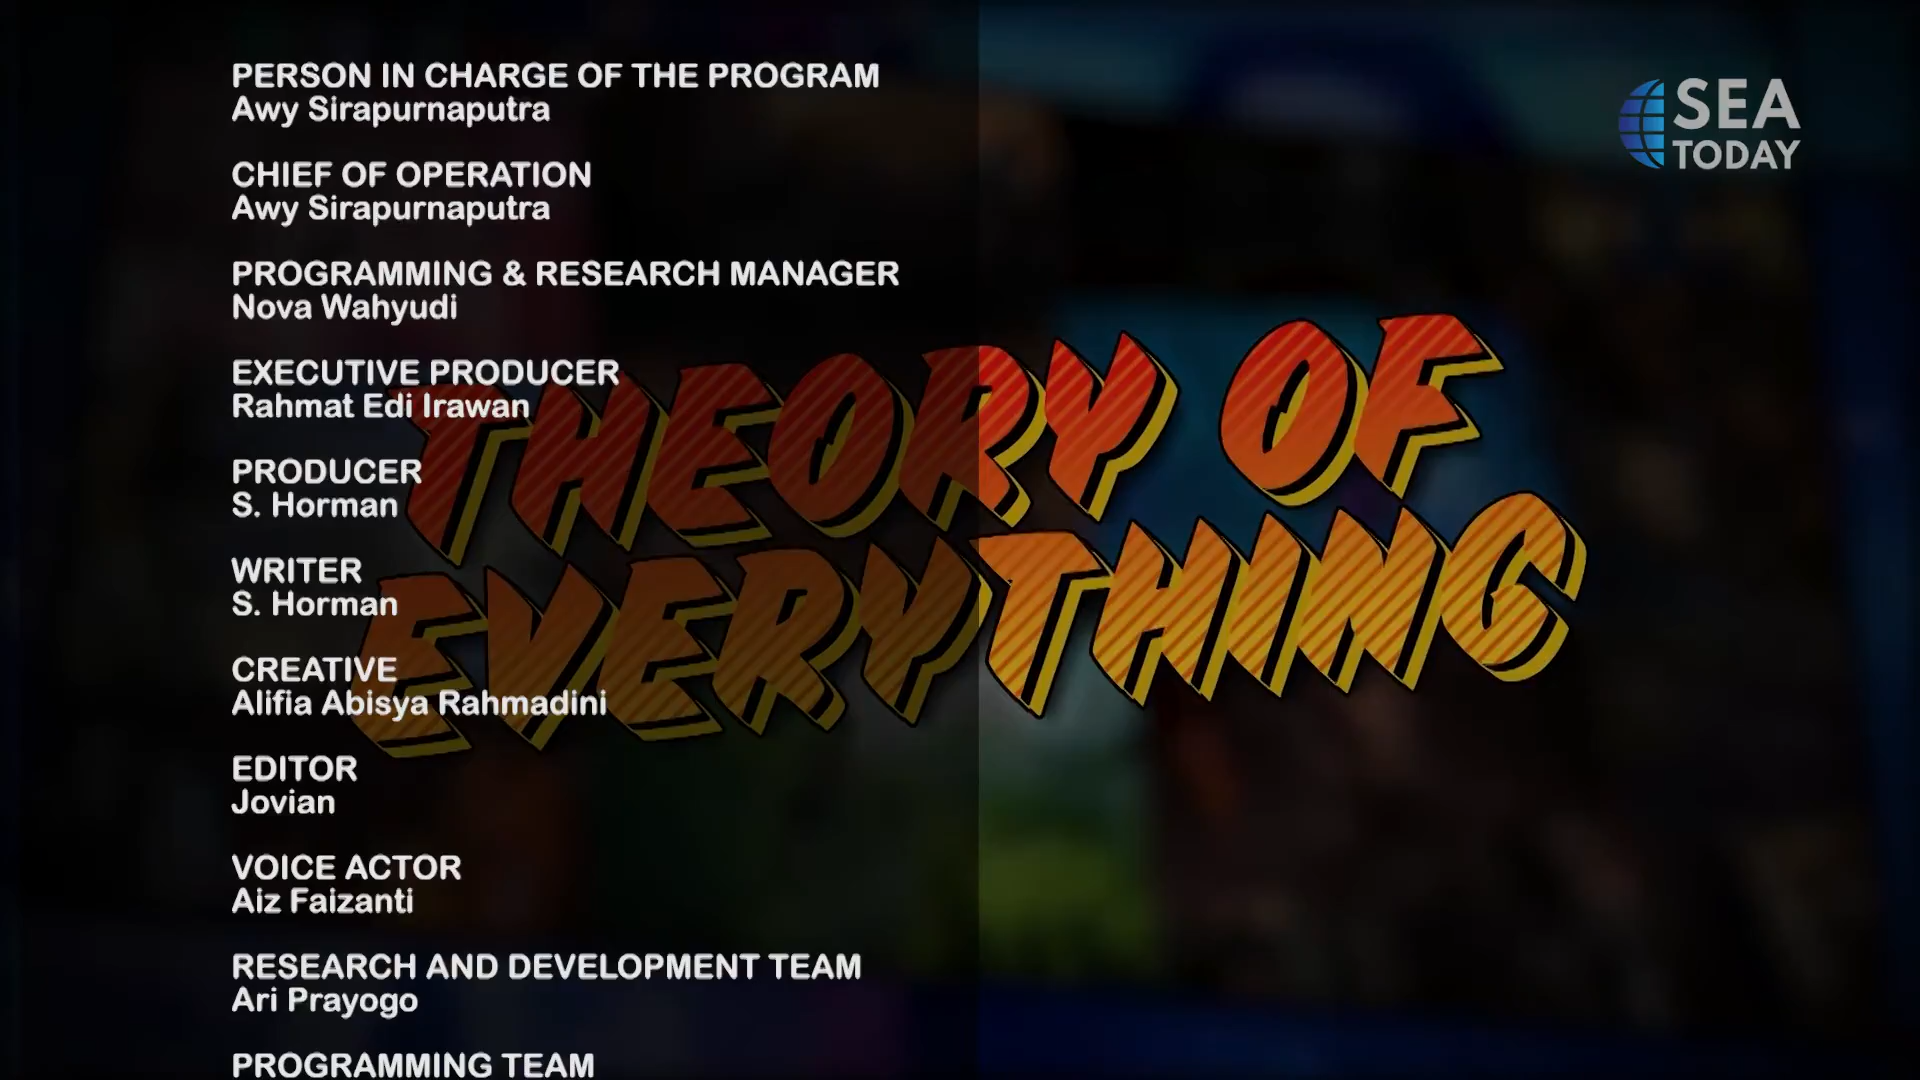 PERSON IN CHARGE OF THE PROGRAM
Awy Sirapurnaputra
CHIEF OF OPERATION
Awy Sirapurnaputra
PROGRAMMING & RESEARCH MANAGER
Nova Wahyudi
EXECUTIVE PRODUCER
Rahmat Edi Irawan
PRODUCER
S. Horman
WRITER
S. Horman
CREATIVE
Alifia Abisya Rahmadini
EDITOR
Jovian
VOICE ACTOR
Aiz Faizanti
RESEARCH AND DEVELOPMENT TEAM
Ari Prayogo
PROGRAMMING TEAM
THEORY OF
EVERYTHING
SEA
TODAY